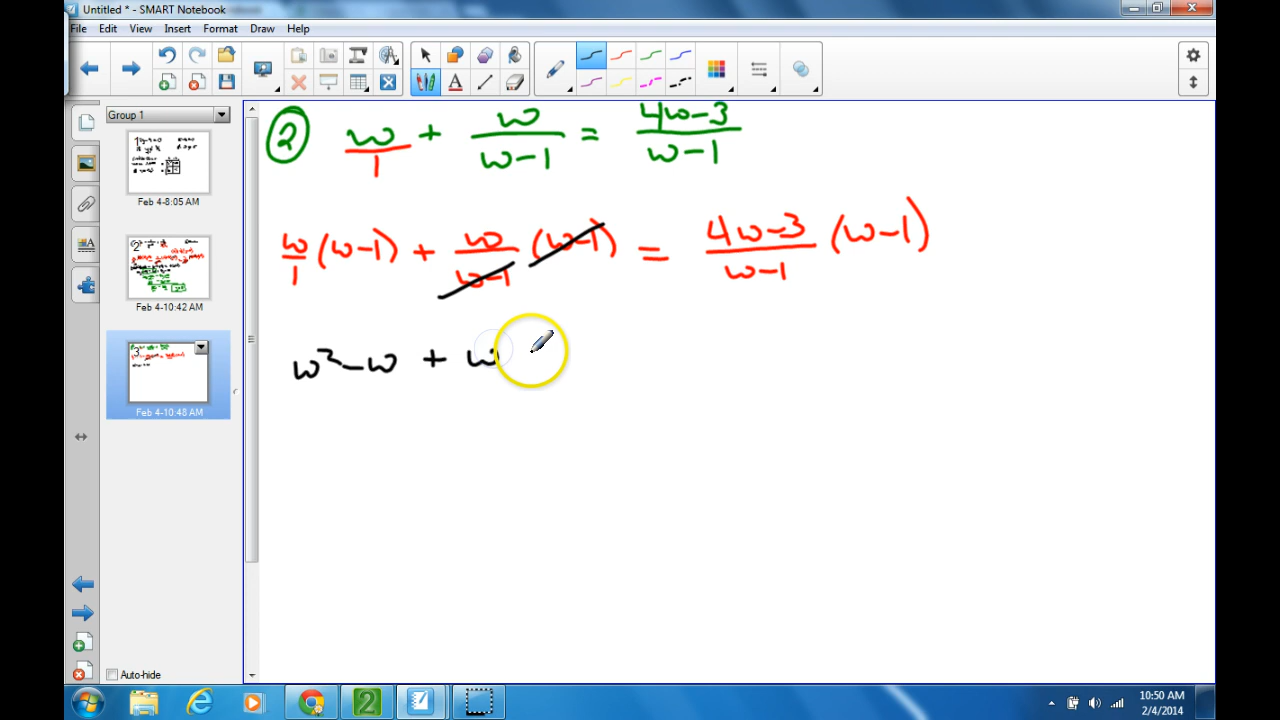 Untitled * - SMART Notebook
File Edit View Insert Format Draw Help
Group 1
Feb 4-8:05 AM
Feb 4-10:42 AM
Feb 4-10:48 AM
Auto-hide
② w/1 + w/(w-1) = (4w-3)/(w-1)
w/1 (w-1) + w/(w-1) (w-1) = (4w-3)/(w-1) (w-1)
w²-w + w
10:50 AM
2/4/2014